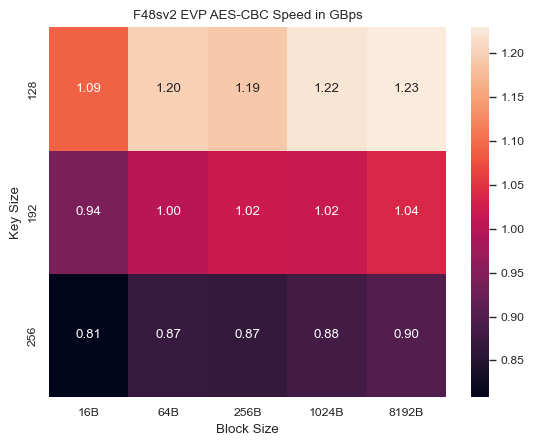 F48sv2 EVP AES-CBC Speed in GBps
Key Size
128
1.09 1.20 1.19 1.22 1.23
192
0.94 1.00 1.02 1.02 1.04
256
0.81 0.87 0.87 0.88 0.90
16B 64B 256B 1024B 8192B
Block Size
1.20
1.15
1.10
1.05
1.00
0.95
0.90
0.85